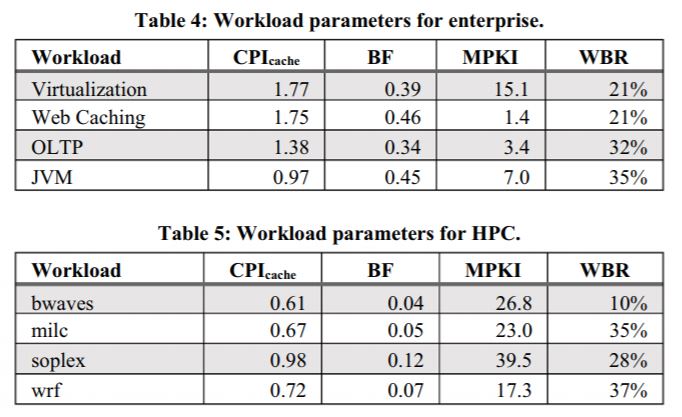 Table 4: Workload parameters for enterprise.
Workload CPIcache BF MPKI WBR
Virtualization 1.77 0.39 15.1 21%
Web Caching 1.75 0.46 1.4 21%
OLTP 1.38 0.34 3.4 32%
JVM 0.97 0.45 7.0 35%
Table 5: Workload parameters for HPC.
Workload CPIcache BF MPKI WBR
bwaves 0.61 0.04 26.8 10%
milc 0.67 0.05 23.0 35%
soplex 0.98 0.12 39.5 28%
wrf 0.72 0.07 17.3 37%